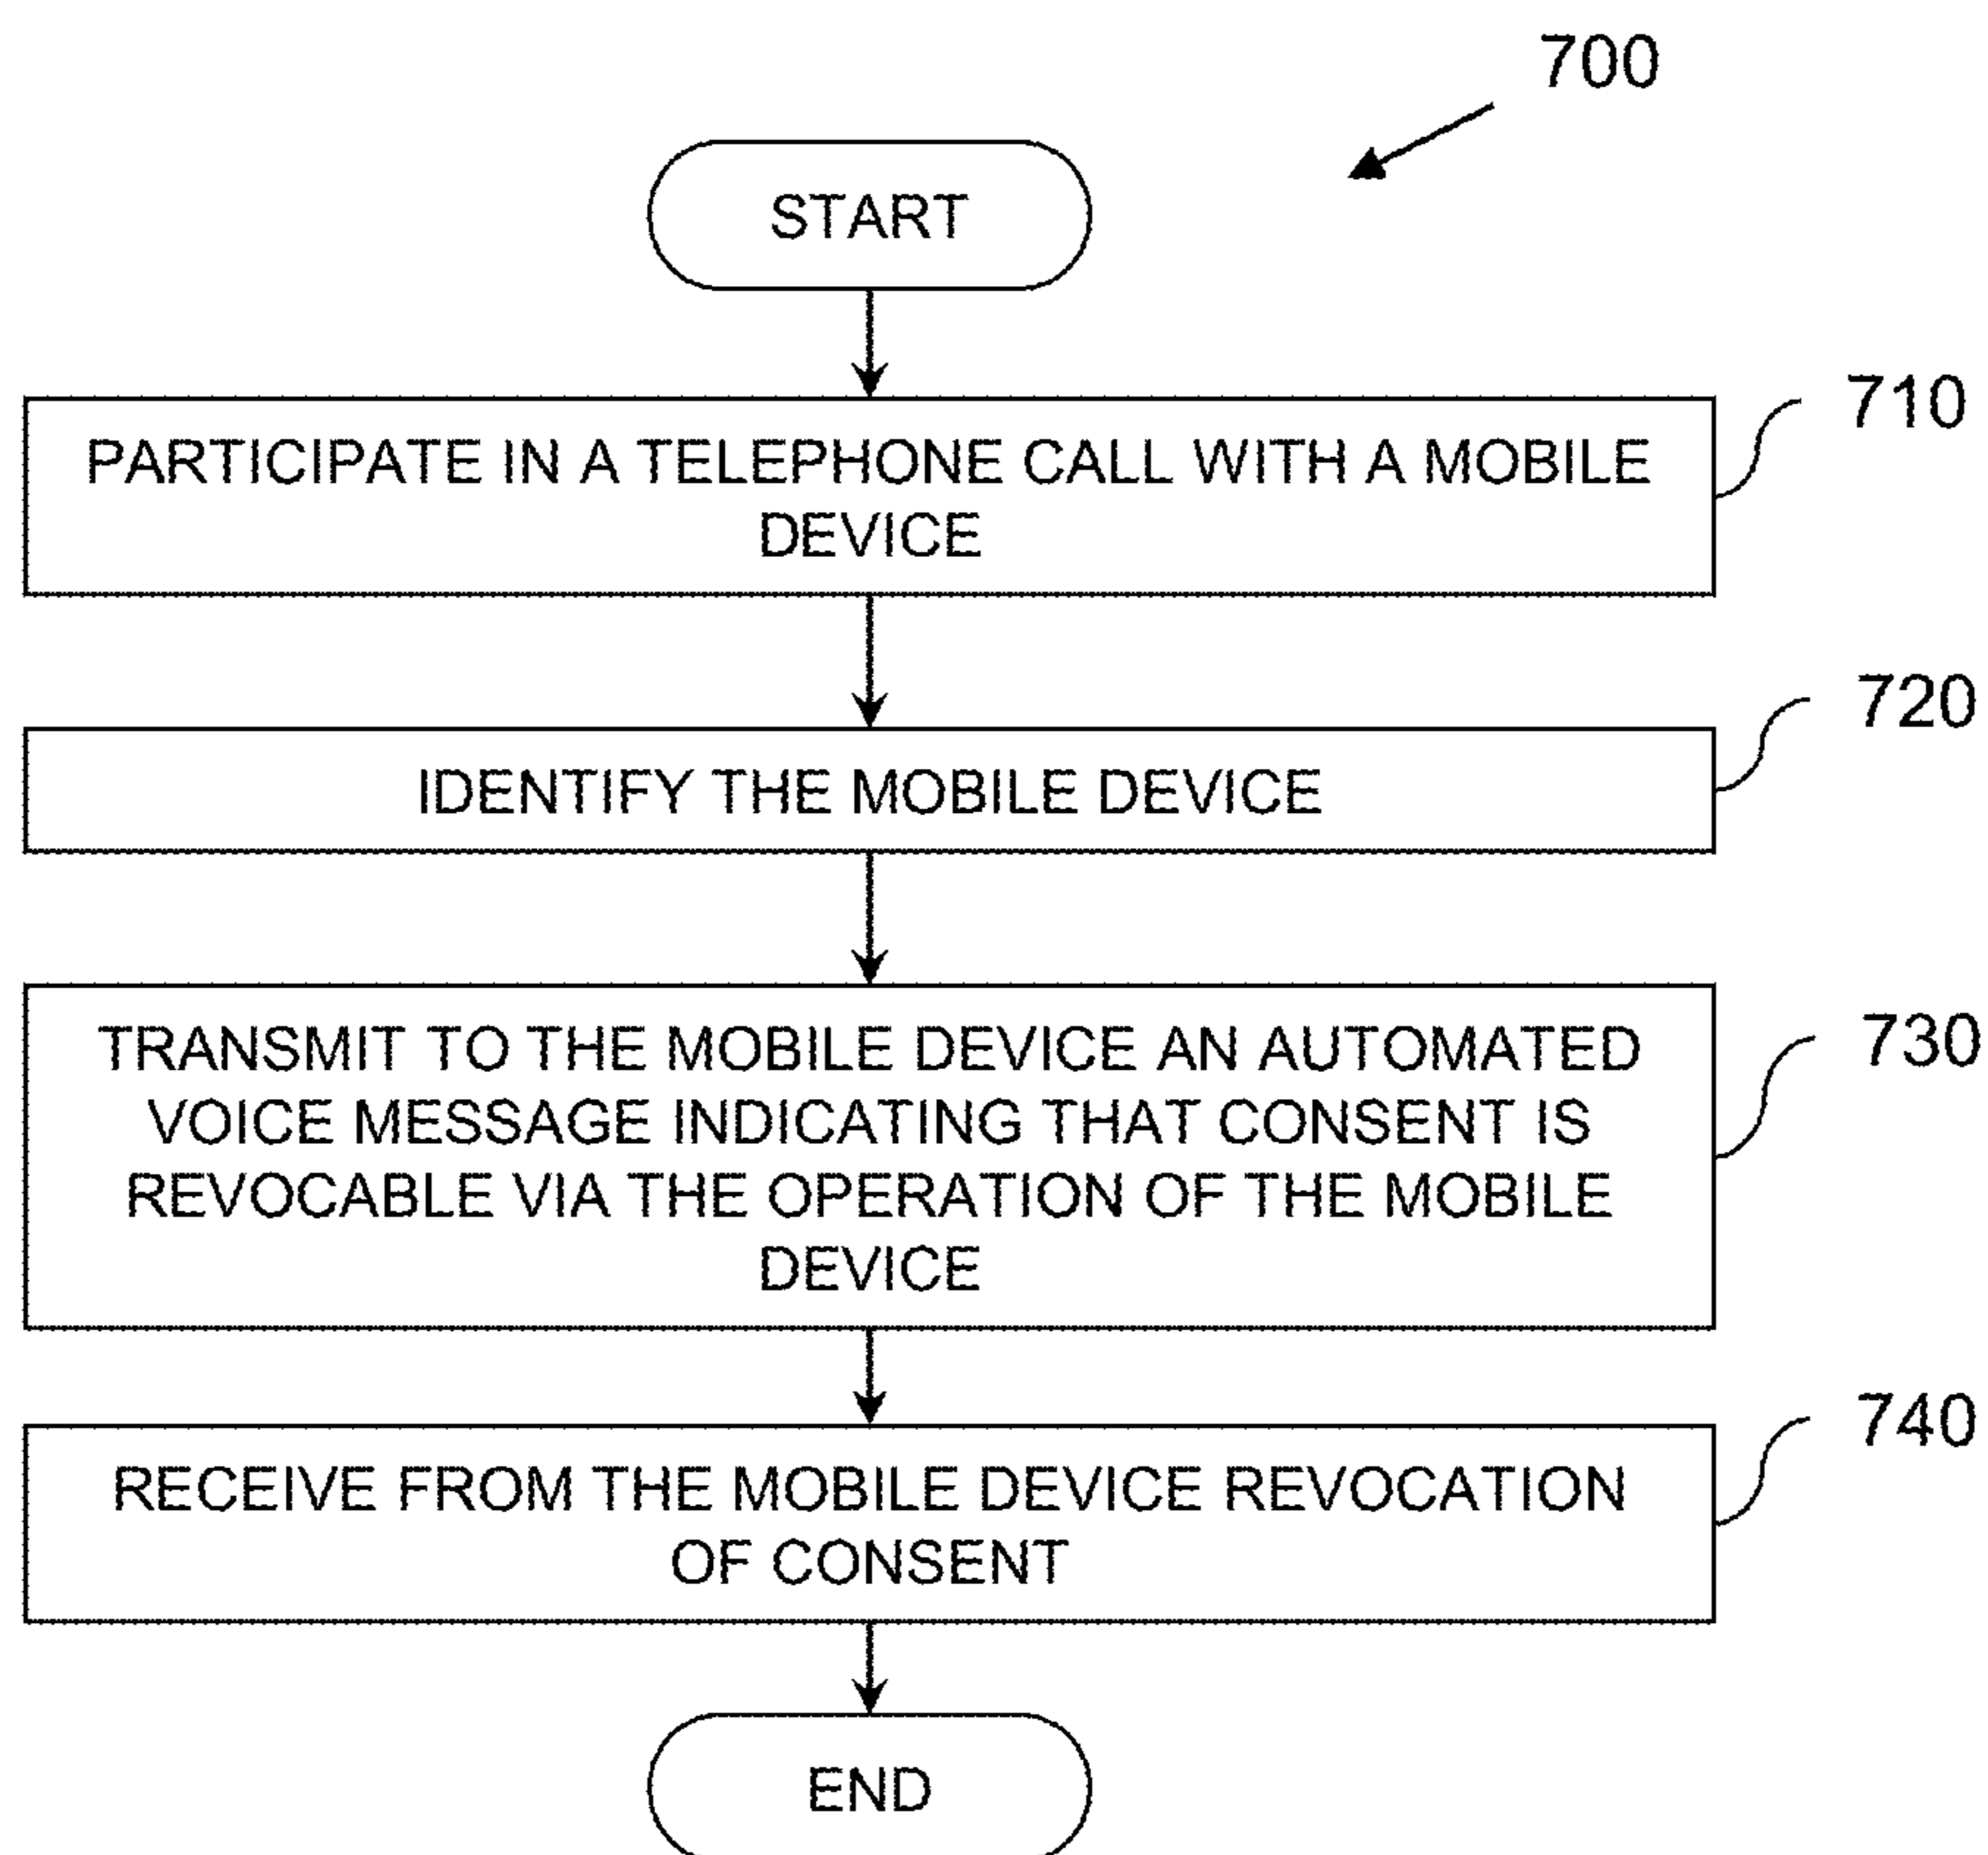 700
START
710
PARTICIPATE IN A TELEPHONE CALL WITH A MOBILE
DEVICE
720
IDENTIFY THE MOBILE DEVICE
730
TRANSMIT TO THE MOBILE DEVICE AN AUTOMATED
VOICE MESSAGE INDICATING THAT CONSENT IS
REVOCABLE VIA THE OPERATION OF THE MOBILE
DEVICE
740
RECEIVE FROM THE MOBILE DEVICE REVOCATION
OF CONSENT
END